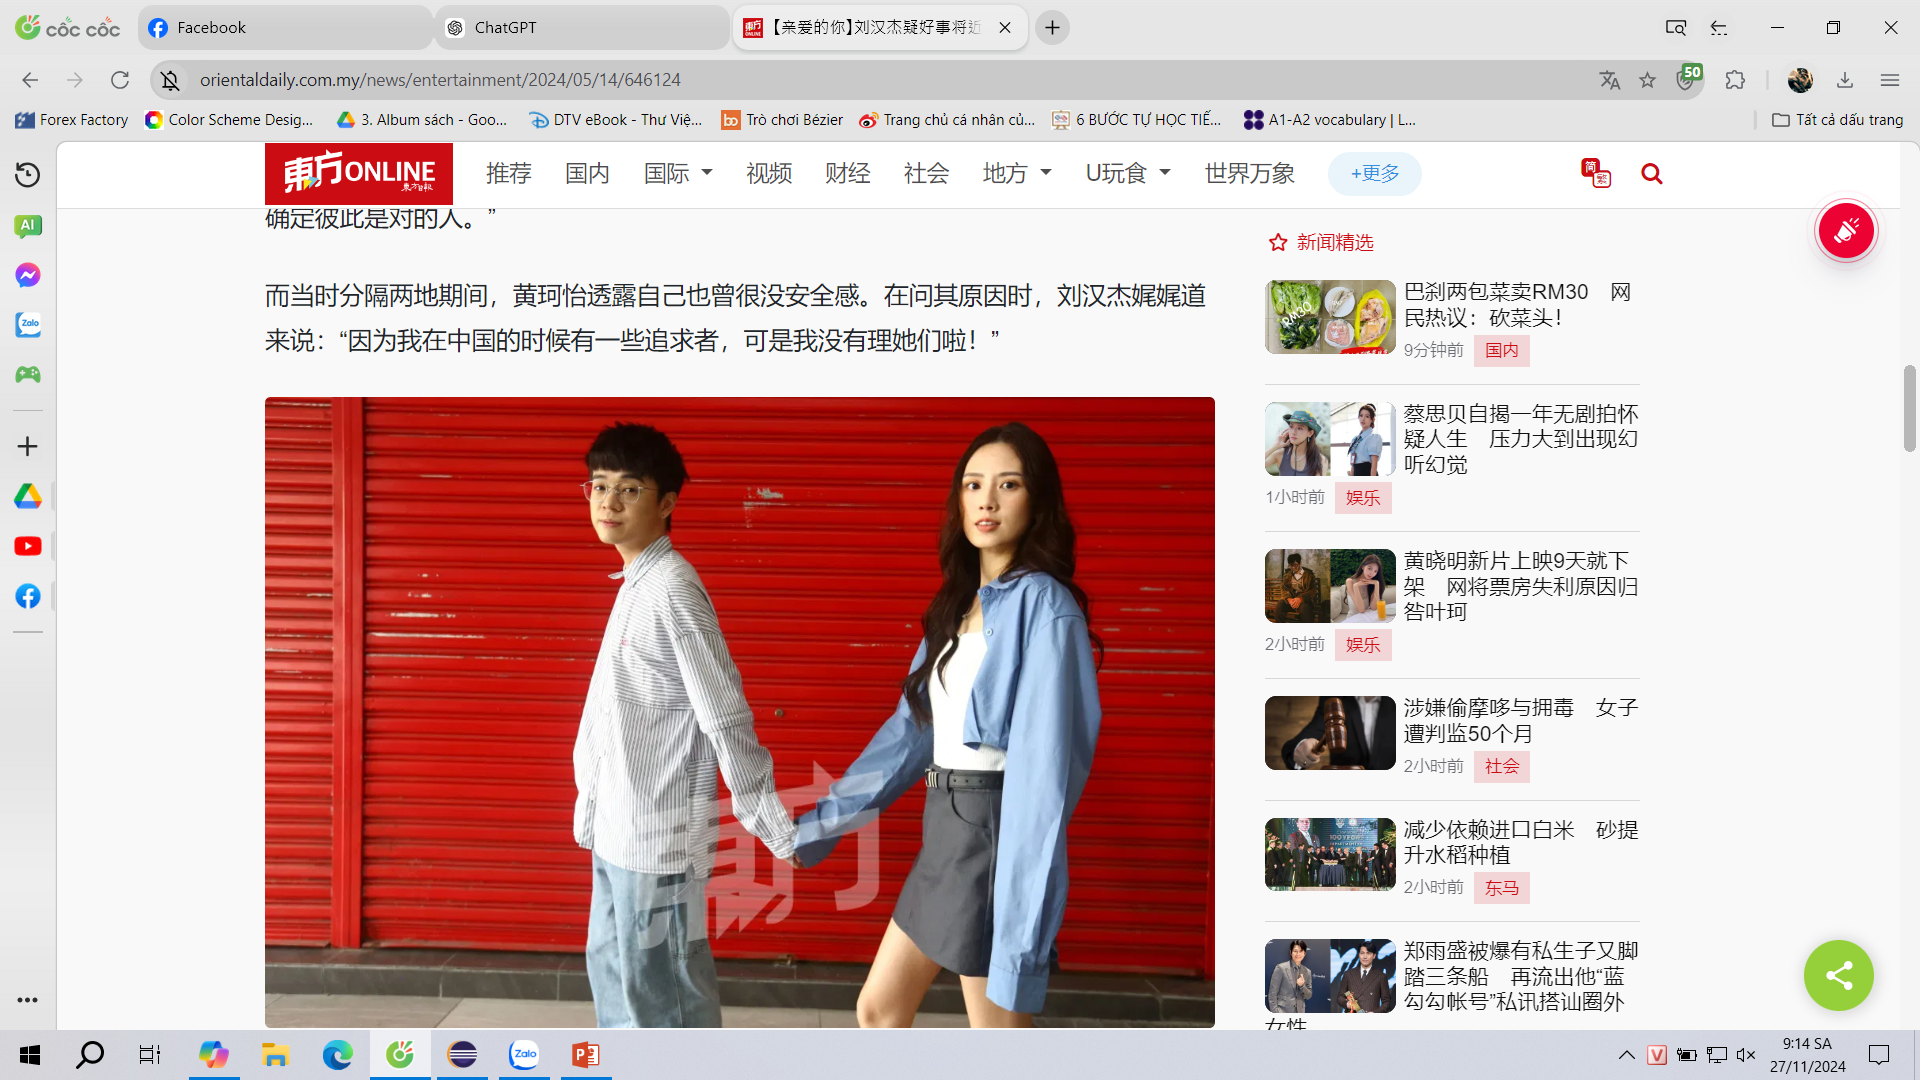 cốc cốc
Facebook
ChatGPT
【亲爱的你】刘汉杰疑好事将近
orientaldaily.com.my/news/entertainment/2024/05/14/646124
50
Forex Factory
Color Scheme Desig...
3. Album sách - Goo...
DTV eBook - Thư Việ...
Trò chơi Bézier
Trang chủ cá nhân củ...
6 BƯỚC TỰ HỌC TIẾ...
A1-A2 vocabulary | L...
Tất cả dấu trang
東方ONLINE
東方日報
推荐
国内
国际
视频
财经
社会
地方
U玩食
世界万象
+更多
简
繁
AI
Zalo
确定彼此是对的人。”
而当时分隔两地期间，黄珂怡透露自己也曾很没安全感。在问其原因时，刘汉杰娓娓道
来说：“因为我在中国的时候有一些追求者，可是我没有理她们啦！”
東方
新闻精选
RM30
巴刹两包菜卖RM30　网
民热议：砍菜头！
9分钟前 国内
蔡思贝自揭一年无剧拍怀
疑人生　压力大到出现幻
听幻觉
1小时前 娱乐
黄晓明新片上映9天就下
架　网将票房失利原因归
咎叶珂
2小时前 娱乐
涉嫌偷摩哆与拥毒　女子
遭判监50个月
2小时前 社会
减少依赖进口白米　砂提
升水稻种植
2小时前 东马
郑雨盛被爆有私生子又脚
踏三条船　再流出他“蓝
勾勾帐号”私讯搭讪圈外
女性
Zalo
V
9:14 SA
27/11/2024